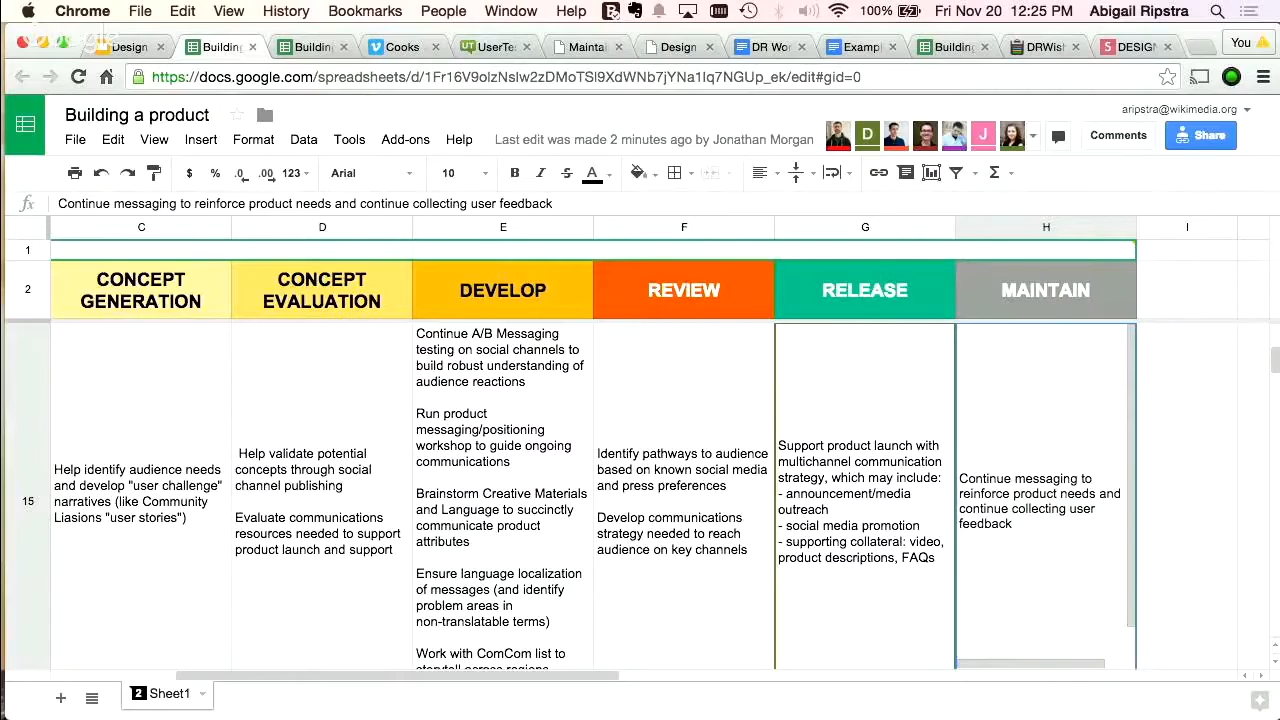 Chrome File Edit View History Bookmarks People Window Help 100% Fri Nov 20 12:25 PM Abigail Ripstra
Design Building Building Cooks UserTe Maintai Design DR Wo Exampl Building DRWis DESIGN You
https://docs.google.com/spreadsheets/d/1Fr16V9oIzNsIw2zDMoTSI9XdWNb7jYNa1Iq7NGUp_ek/edit#gid=0
Building a product
aripstra@wikimedia.org
File Edit View Insert Format Data Tools Add-ons Help Last edit was made 2 minutes ago by Jonathan Morgan
D J Comments Share
$ % .0 .00 123 Arial 10 B I S A Σ
fx Continue messaging to reinforce product needs and continue collecting user feedback
C D E F G H I
1
2
CONCEPT
GENERATION
CONCEPT
EVALUATION
DEVELOP
REVIEW
RELEASE
MAINTAIN
15
Help identify audience needs
and develop "user challenge"
narratives (like Community
Liasions "user stories")
Help validate potential
concepts through social
channel publishing
Evaluate communications
resources needed to support
product launch and support
Continue A/B Messaging
testing on social channels to
build robust understanding of
audience reactions
Run product
messaging/positioning
workshop to guide ongoing
communications
Brainstorm Creative Materials
and Language to succinctly
communicate product
attributes
Ensure language localization
of messages (and identify
problem areas in
non-translatable terms)
Work with ComCom list to
storytell across regions
Identify pathways to audience
based on known social media
and press preferences
Develop communications
strategy needed to reach
audience on key channels
Support product launch with
multichannel communication
strategy, which may include:
- announcement/media
outreach
- social media promotion
- supporting collateral: video,
product descriptions, FAQs
Continue messaging to
reinforce product needs and
continue collecting user
feedback
2 Sheet1